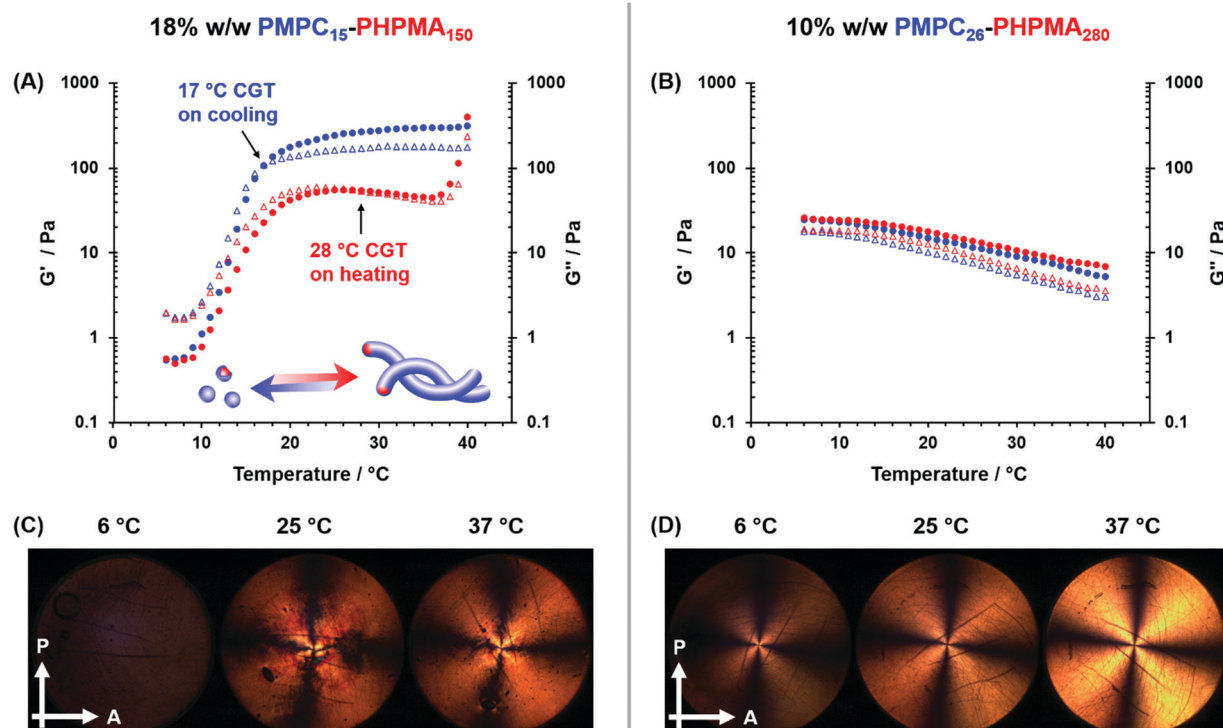 18% w/w PMPC₁₅-PHPMA₁₅₀
(A)
1000
100
10
1
0.1
G' / Pa
17 °C CGT
on cooling
28 °C CGT
on heating
1000
100
10
1
0.1
G'' / Pa
0 10 20 30 40
Temperature / °C
10% w/w PMPC₂₆-PHPMA₂₈₀
(B)
1000
100
10
1
0.1
G' / Pa
1000
100
10
1
0.1
G'' / Pa
0 10 20 30 40
Temperature / °C
(C) 6 °C 25 °C 37 °C
P
A
(D) 6 °C 25 °C 37 °C
P
A